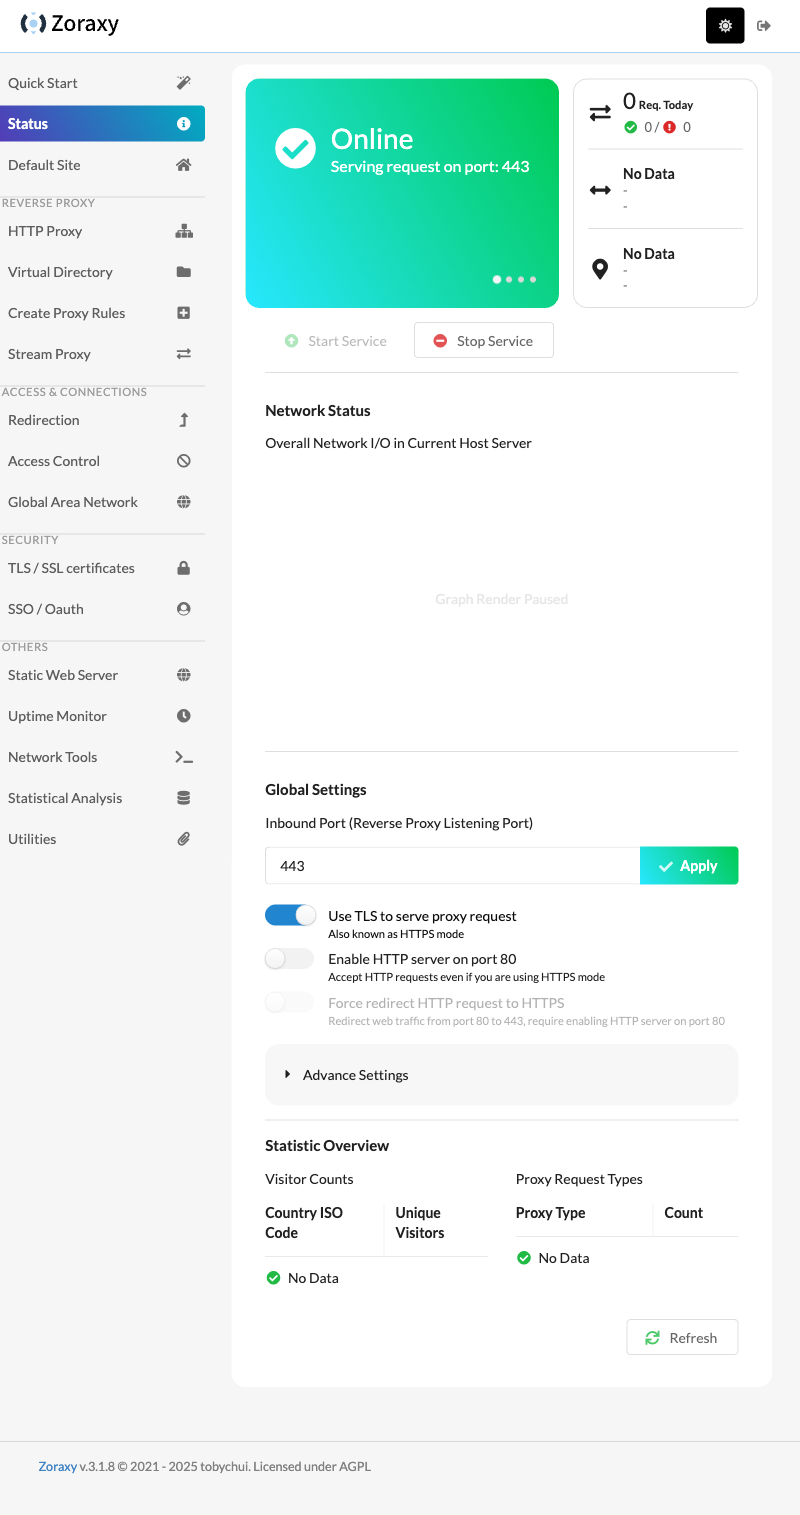 Zoraxy
Quick Start
Status
Default Site
REVERSE PROXY
HTTP Proxy
Virtual Directory
Create Proxy Rules
Stream Proxy
ACCESS & CONNECTIONS
Redirection
Access Control
Global Area Network
SECURITY
TLS / SSL certificates
SSO / Oauth
OTHERS
Static Web Server
Uptime Monitor
Network Tools
Statistical Analysis
Utilities
Online
Serving request on port: 443
0 Req. Today
0 / 0
No Data
-
-
No Data
-
-
Start Service
Stop Service
Network Status
Overall Network I/O in Current Host Server
Graph Render Paused
Global Settings
Inbound Port (Reverse Proxy Listening Port)
443
Apply
Use TLS to serve proxy request
Also known as HTTPS mode
Enable HTTP server on port 80
Accept HTTP requests even if you are using HTTPS mode
Force redirect HTTP request to HTTPS
Redirect web traffic from port 80 to 443, require enabling HTTP server on port 80
Advance Settings
Statistic Overview
Visitor Counts
Country ISO
Code
Unique
Visitors
No Data
Proxy Request Types
Proxy Type
Count
No Data
Refresh
Zoraxy v.3.1.8 © 2021 - 2025 tobychui. Licensed under AGPL